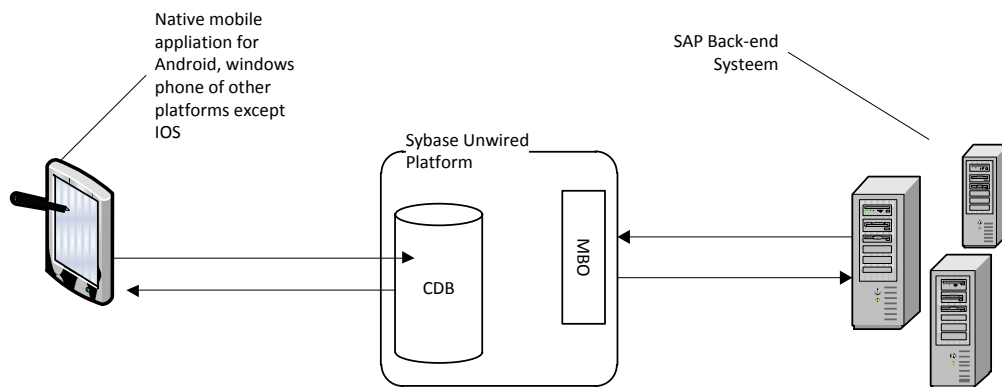 Native mobile
appliation for
Android, windows
phone of other
platforms except
IOS
SAP Back-end
Systeem
Sybase Unwired
Platform
MBO
CDB